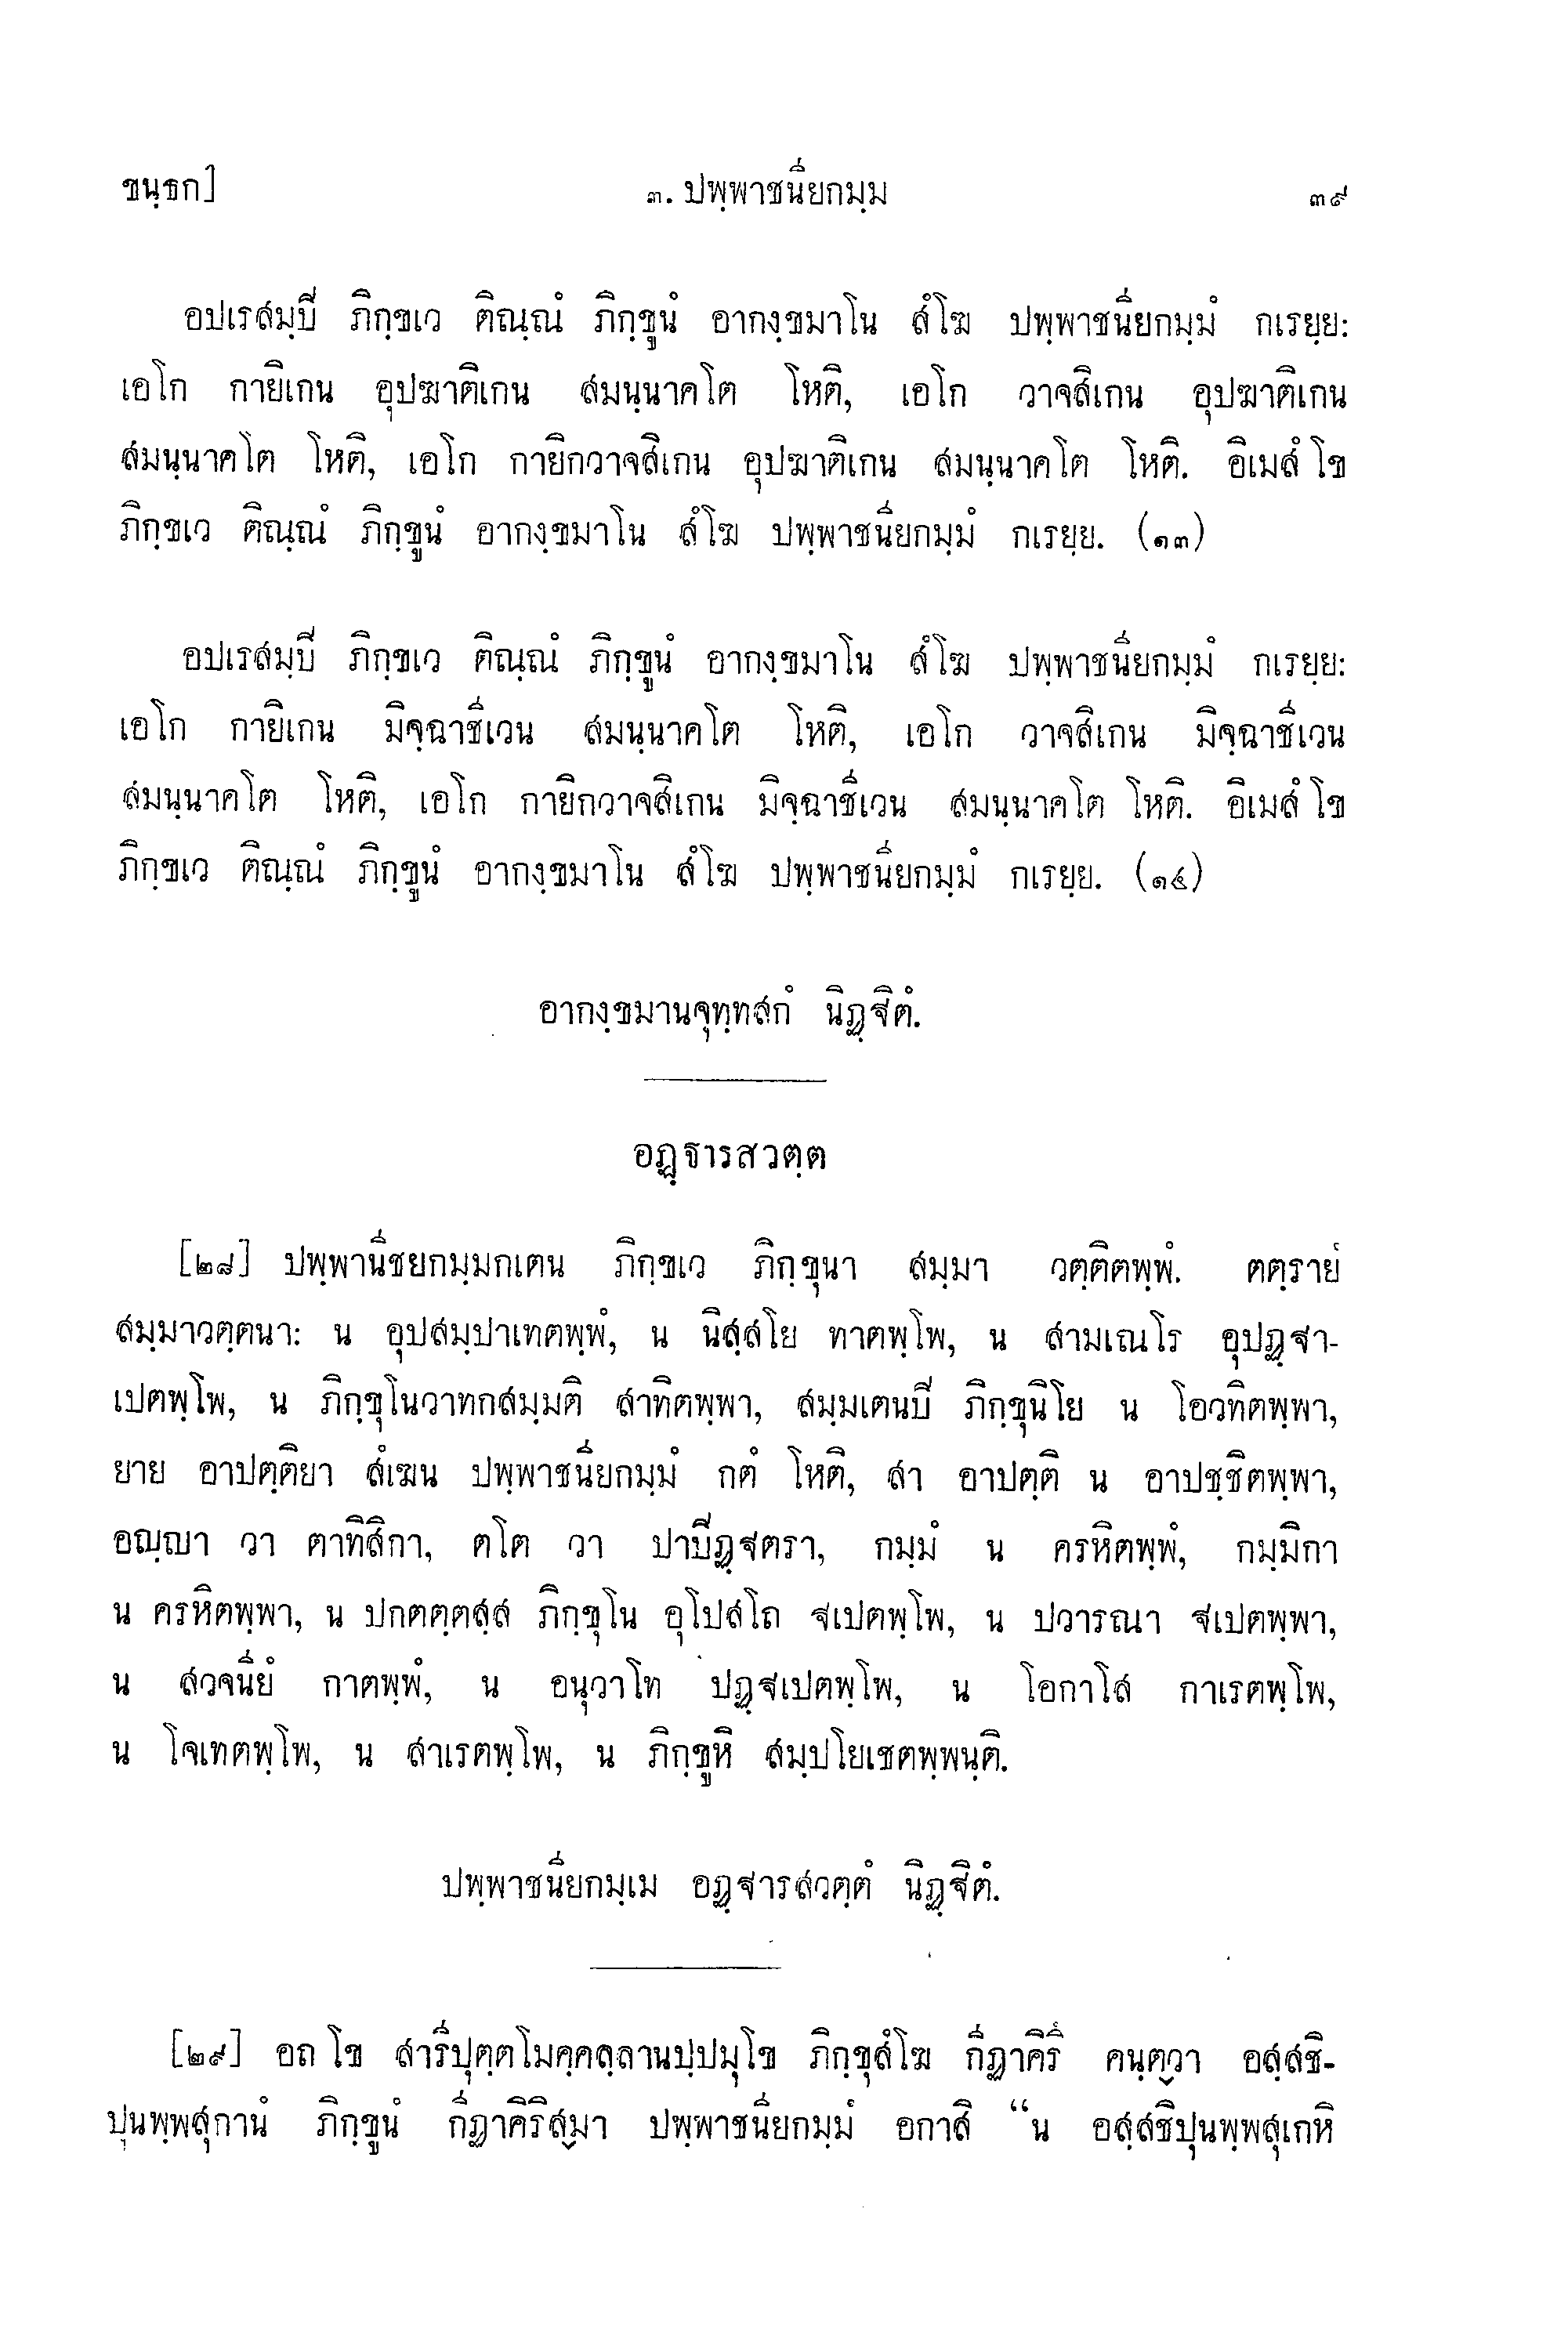 ขนฺธก]
๓. ปพฺพาชนียกมฺม
๓๙
อปเรสมฺปิ ภิกฺขเว ติณฺณํ ภิกฺขูนํ อากงฺขมาโน สํโฆ ปพฺพาชนียกมฺมํ กเรยฺย:
เอโก กายิเกน อุปฆาติเกน สมนฺนาคโต โหติ, เอโก วาจสิเกน อุปฆาติเกน
สมนฺนาคโต โหติ, เอโก กายิกวาจสิเกน อุปฆาติเกน สมนฺนาคโต โหติ. อิเมสํ โข
ภิกฺขเว ติณฺณํ ภิกฺขูนํ อากงฺขมาโน สํโฆ ปพฺพาชนียกมฺมํ กเรยฺย. (๑๓)
อปเรสมฺปิ ภิกฺขเว ติณฺณํ ภิกฺขูนํ อากงฺขมาโน สํโฆ ปพฺพาชนียกมฺมํ กเรยฺย:
เอโก กายิเกน มิจฺฉาชีเวน สมนฺนาคโต โหติ, เอโก วาจสิเกน มิจฺฉาชีเวน
สมนฺนาคโต โหติ, เอโก กายิกวาจสิเกน มิจฺฉาชีเวน สมนฺนาคโต โหติ. อิเมสํ โข
ภิกฺขเว ติณฺณํ ภิกฺขูนํ อากงฺขมาโน สํโฆ ปพฺพาชนียกมฺมํ กเรยฺย. (๑๔)
อากงฺขมานจุทฺทสกํ นิฏฺฐิตํ.
อฏฺฐารสวตฺต
[๒๘] ปพฺพานีชยกมฺมกเตน ภิกฺขเว ภิกฺขุนา สมฺมา วตฺติตพฺพํ. ตตฺรายํ
สมฺมาวตฺตนา: น อุปสมฺปาเทตพฺพํ, น นิสฺสโย ทาตพฺโพ, น สามเณโร อุปฏฺฐา-
เปตพฺโพ, น ภิกฺขุโนวาทกสมฺมติ สาทิตพฺพา, สมฺมเตนปิ ภิกฺขุนิโย น โอวทิตพฺพา,
ยาย อาปตฺติยา สํเฆน ปพฺพาชนียกมฺมํ กตํ โหติ, สา อาปตฺติ น อาปชฺชิตพฺพา,
อญฺญา วา ตาทิสิกา, ตโต วา ปาปิฏฺฐตรา, กมฺมํ น ครหิตพฺพํ, กมฺมิกา
น ครหิตพฺพา, น ปกตตฺตสฺส ภิกฺขุโน อุโปสโถ ฐเปตพฺโพ, น ปวารณา ฐเปตพฺพา,
น สวจนียํ กาตพฺพํ, น อนุวาโท ปฏฺฐเปตพฺโพ, น โอกาโส กาเรตพฺโพ,
น โจเทตพฺโพ, น สาเรตพฺโพ, น ภิกฺขูหิ สมฺปโยเชตพฺพนฺติ.
ปพฺพาชนียกมฺเม อฏฺฐารสวตฺตํ นิฏฺฐิตํ.
[๒๙] อถ โข สารีปุตฺตโมคฺคลฺลานปฺปมุโข ภิกฺขุสํโฆ กีฏาคิรึ คนฺตฺวา อสฺสชิ-
ปุนพฺพสุกานํ ภิกฺขูนํ กีฏาคิริสฺมา ปพฺพาชนียกมฺมํ อกาสิ “น อสฺสชิปุนพฺพสุเกหิ